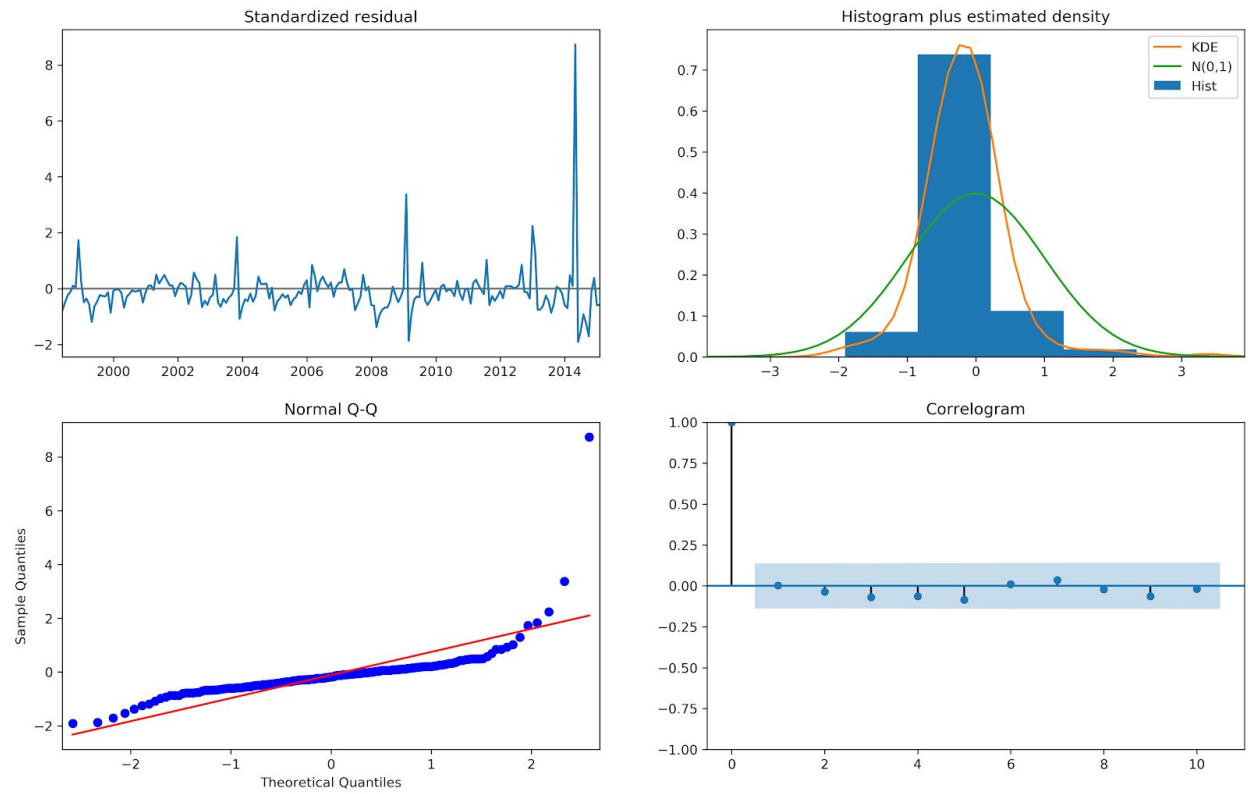 Standardized residual
8
6
4
2
0
−2
2000 2002 2004 2006 2008 2010 2012 2014
Histogram plus estimated density
KDE
N(0,1)
Hist
0.7
0.6
0.5
0.4
0.3
0.2
0.1
0.0
−3 −2 −1 0 1 2 3
Normal Q-Q
Sample Quantiles
8
6
4
2
0
−2
−2 −1 0 1 2
Theoretical Quantiles
Correlogram
1.00
0.75
0.50
0.25
0.00
−0.25
−0.50
−0.75
−1.00
0 2 4 6 8 10